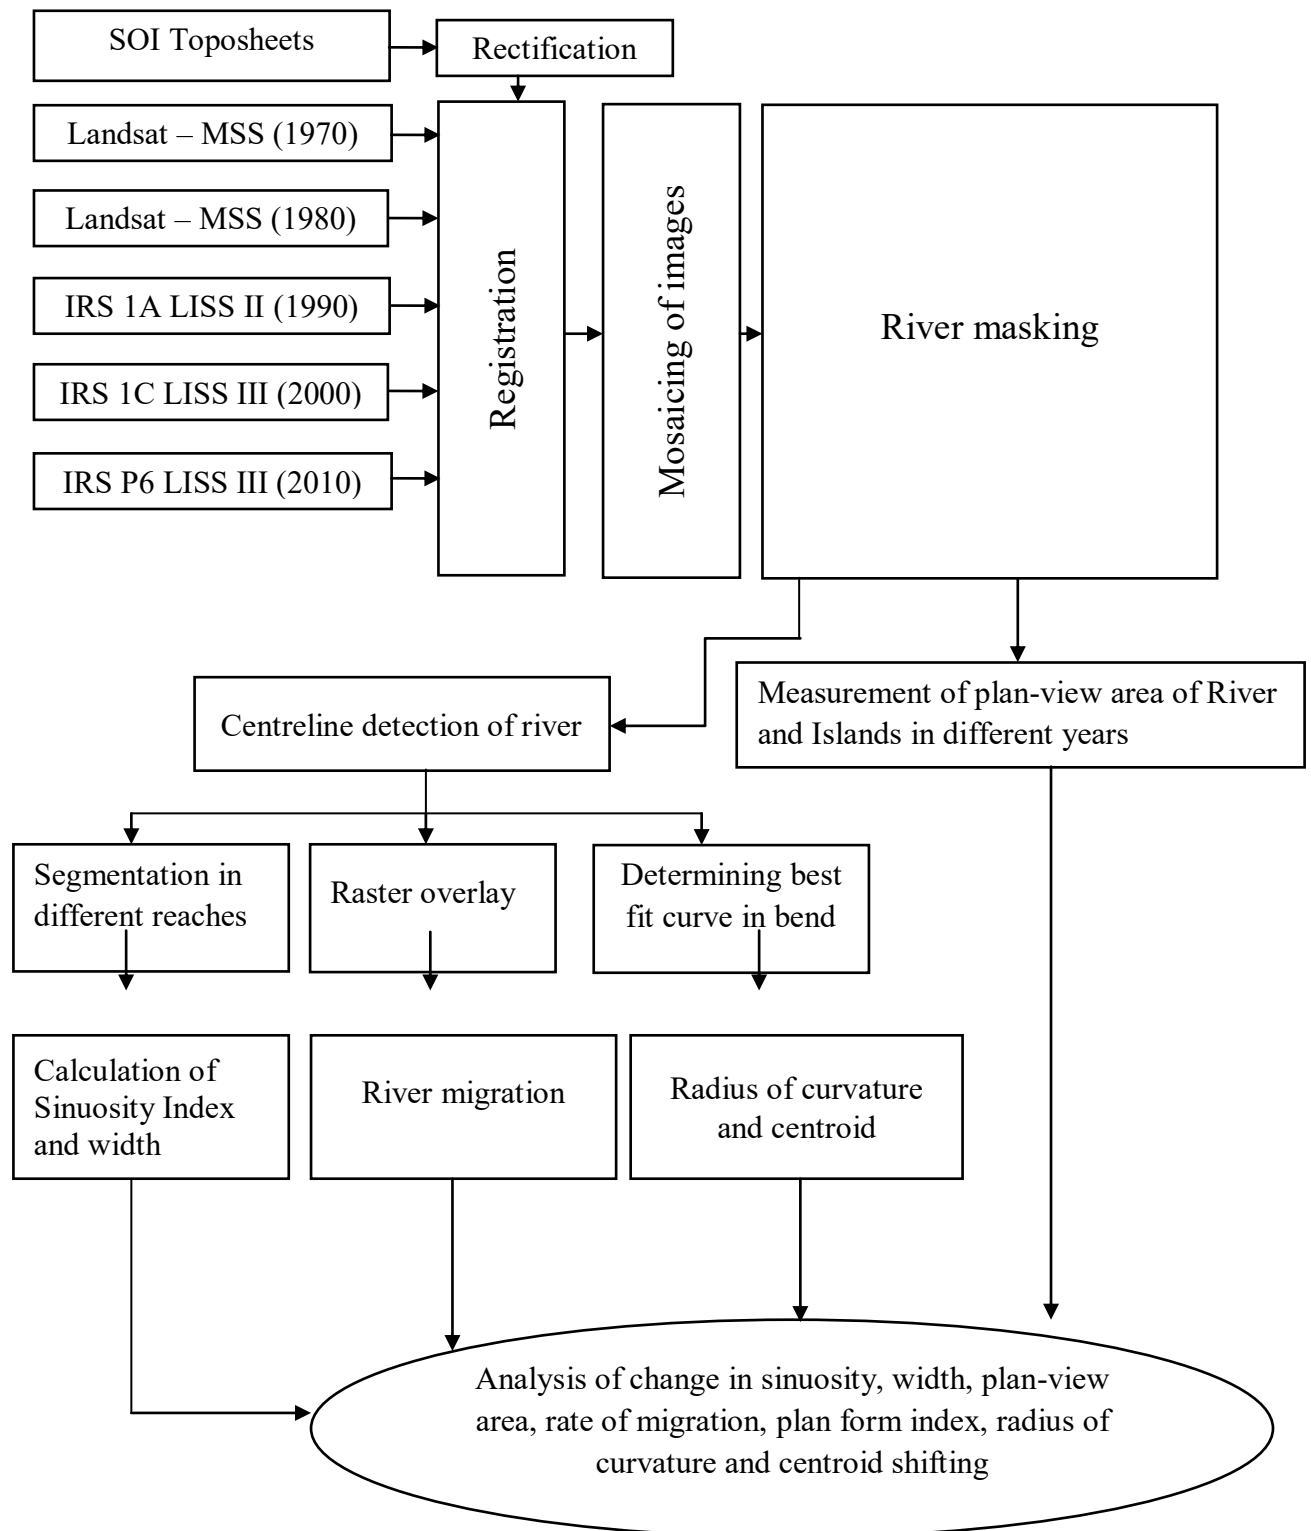 SOI Toposheets
Rectification
Landsat – MSS (1970)
Landsat – MSS (1980)
IRS 1A LISS II (1990)
IRS 1C LISS III (2000)
IRS P6 LISS III (2010)
Registration
Mosaicing of images
River masking
Centreline detection of river
Measurement of plan-view area of River
and Islands in different years
Segmentation in
different reaches
Raster overlay
Determining best
fit curve in bend
Calculation of
Sinuosity Index
and width
River migration
Radius of curvature
and centroid
Analysis of change in sinuosity, width, plan-view
area, rate of migration, plan form index, radius of
curvature and centroid shifting